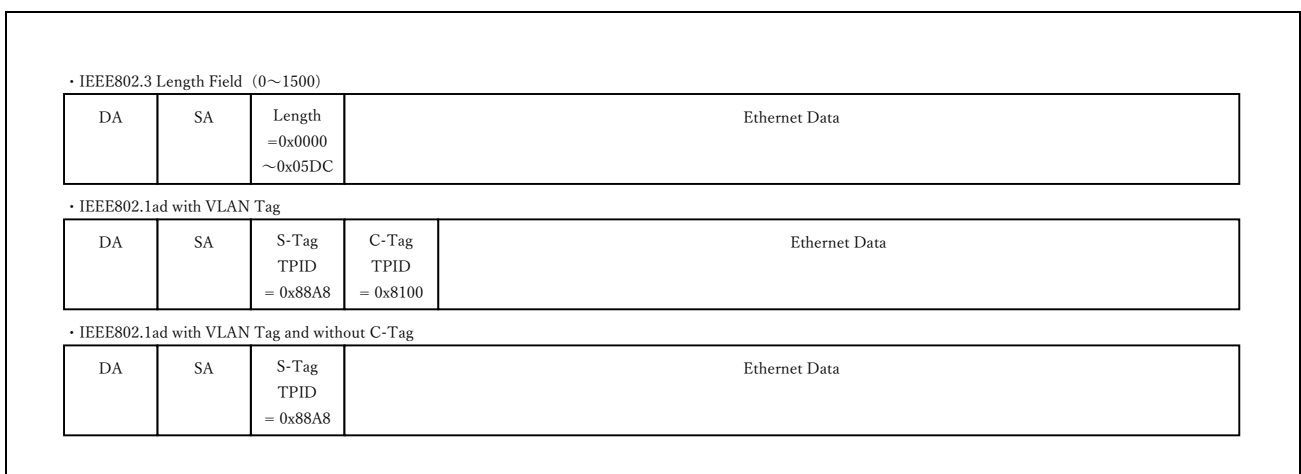 ・IEEE802.3 Length Field（0～1500）
DA SA Length Ethernet Data
=0x0000
～0x05DC
・IEEE802.1ad with VLAN Tag
DA SA S-Tag C-Tag Ethernet Data
TPID TPID
= 0x88A8 = 0x8100
・IEEE802.1ad with VLAN Tag and without C-Tag
DA SA S-Tag Ethernet Data
TPID
= 0x88A8